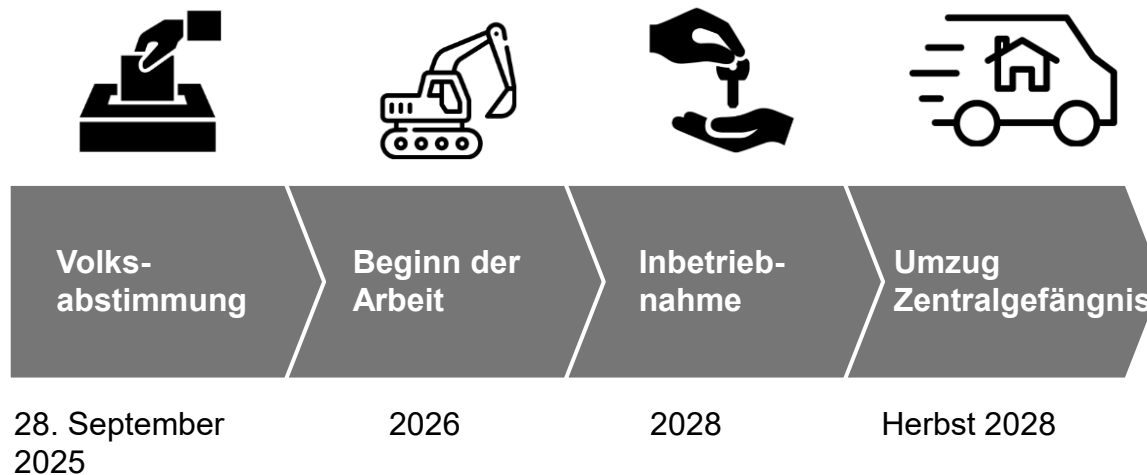 Volks-
abstimmung
Beginn der
Arbeit
Inbetrieb-
nahme
Umzug
Zentralgefängnis
28. September
2025
2026
2028
Herbst 2028